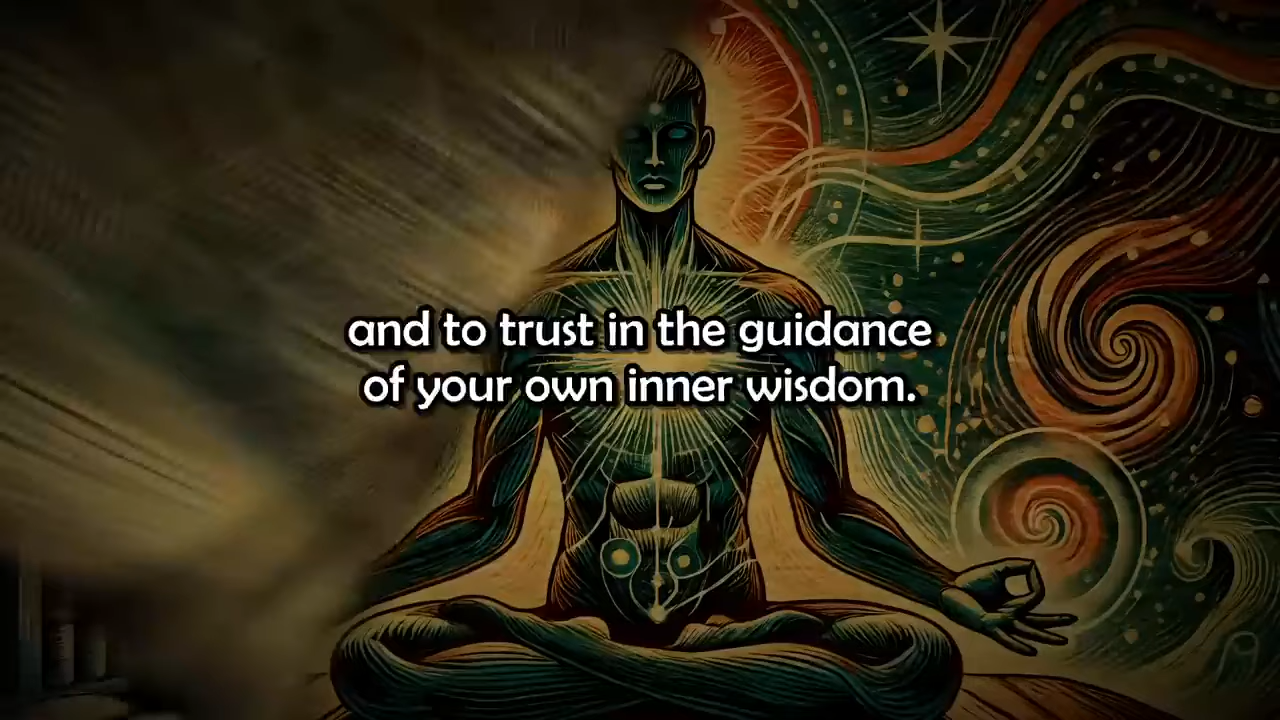 and to trust in the guidance
of your own inner wisdom.